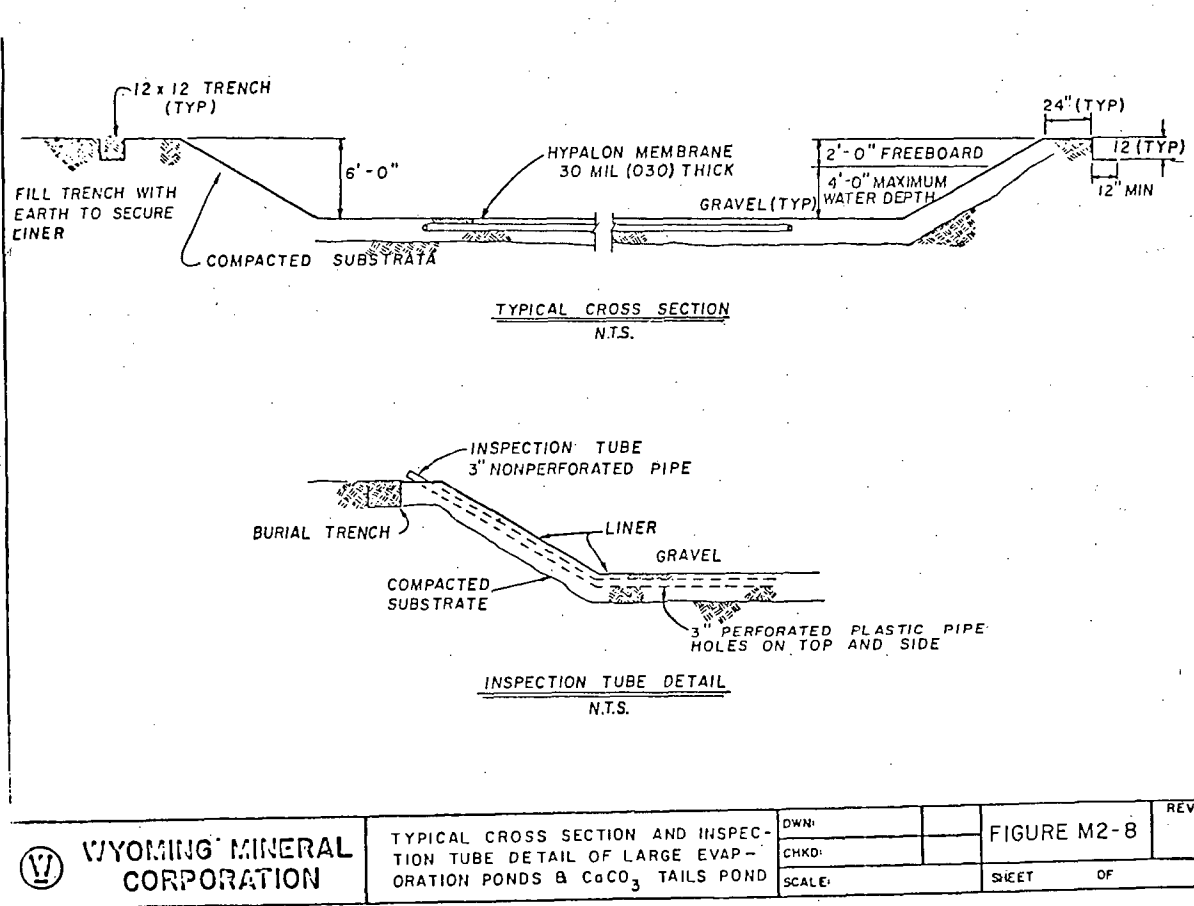 12 x 12 TRENCH
(TYP)
24" (TYP)
6'-0"
HYPALON MEMBRANE
30 MIL (030) THICK
2'-0" FREEBOARD
12 (TYP)
4'-0" MAXIMUM
WATER DEPTH
12" MIN
FILL TRENCH WITH
EARTH TO SECURE
LINER
GRAVEL (TYP)
COMPACTED SUBSTRATA
TYPICAL CROSS SECTION
N.T.S.
INSPECTION TUBE
3" NONPERFORATED PIPE
BURIAL TRENCH
LINER
GRAVEL
COMPACTED
SUBSTRATE
3" PERFORATED PLASTIC PIPE
HOLES ON TOP AND SIDE
INSPECTION TUBE DETAIL
N.T.S.
WYOMING MINERAL
CORPORATION
TYPICAL CROSS SECTION AND INSPEC-
TION TUBE DETAIL OF LARGE EVAP-
ORATION PONDS & CaCO3 TAILS POND
DWN:
CHKD:
SCALE:
FIGURE M2-8
SHEET OF
REV